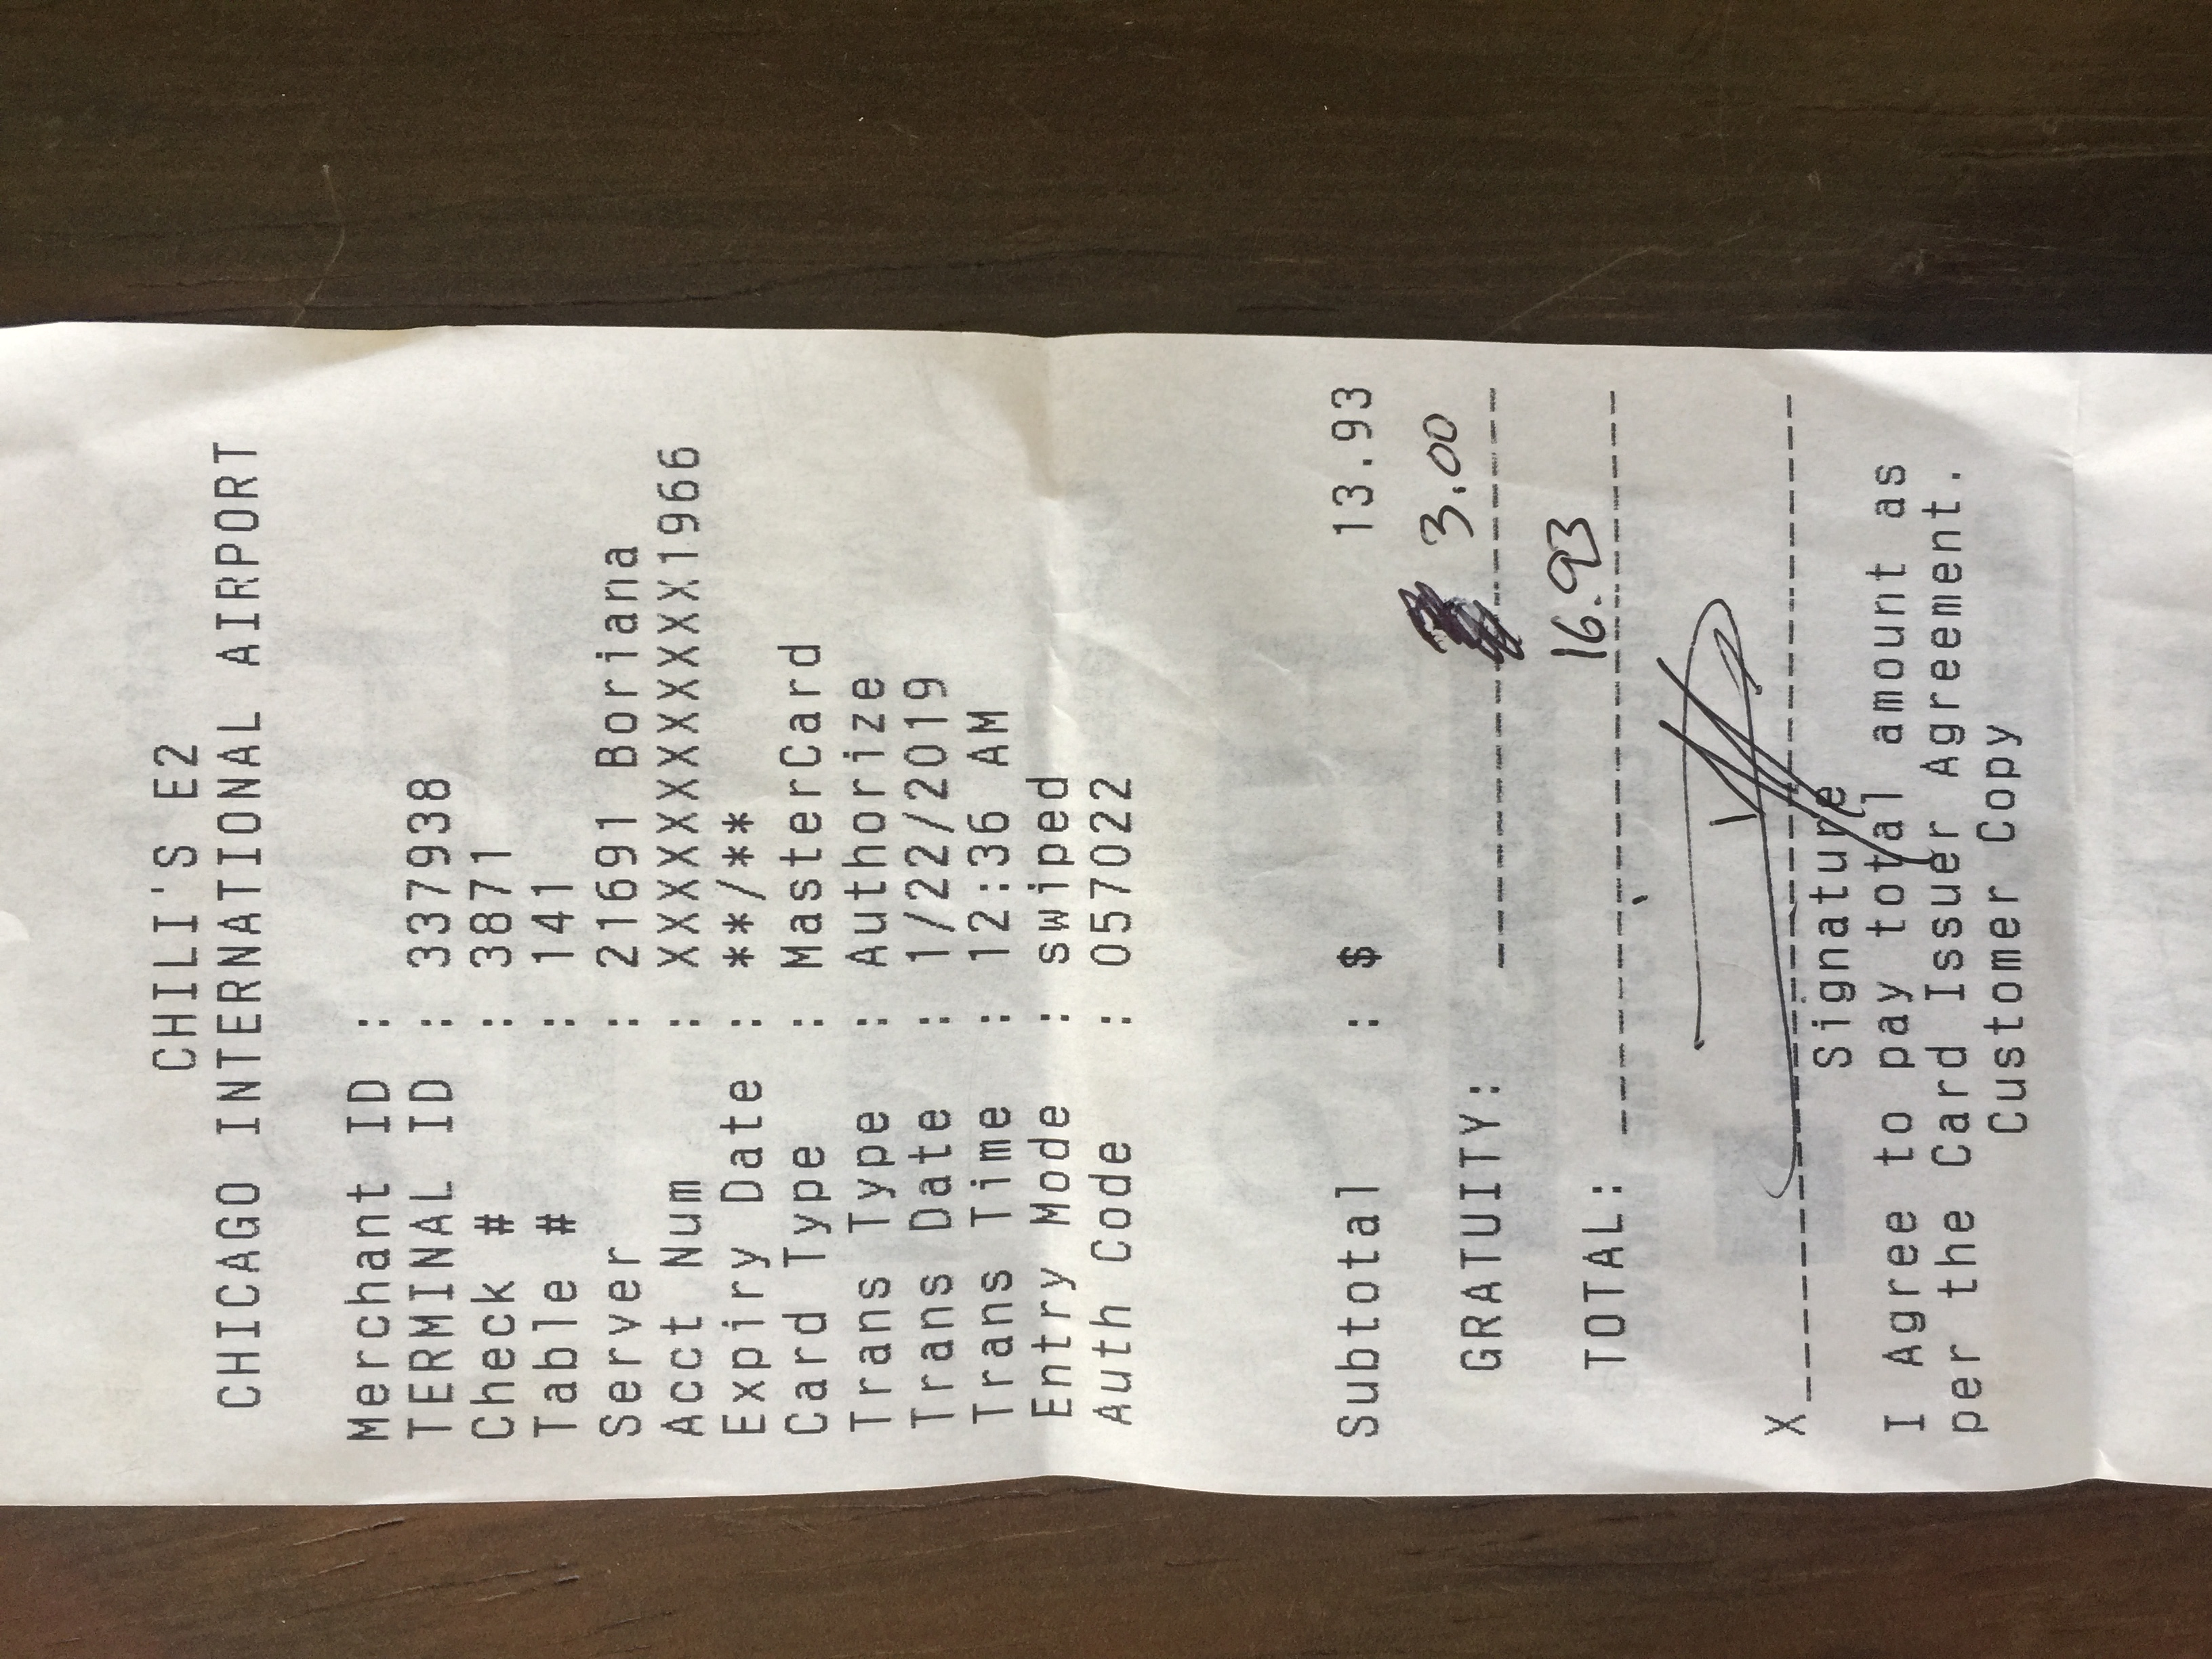 CHILI'S E2
CHICAGO INTERNATIONAL AIRPORT
Merchant ID :
TERMINAL ID : 337938
Check # : 3871
Table # : 141
Server : 21691 Boriana
Acct Num : XXXXXXXXXXXX1966
Expiry Date : **/**
Card Type : MasterCard
Trans Type : Authorize
Trans Date : 1/22/2019
Trans Time : 12:36 AM
Entry Mode : swiped
Auth Code : 057022
Subtotal : $ 13.93
GRATUITY: 3.00
TOTAL: 16.93
X
Signature
I Agree to pay total amount as
per the Card Issuer Agreement.
Customer Copy